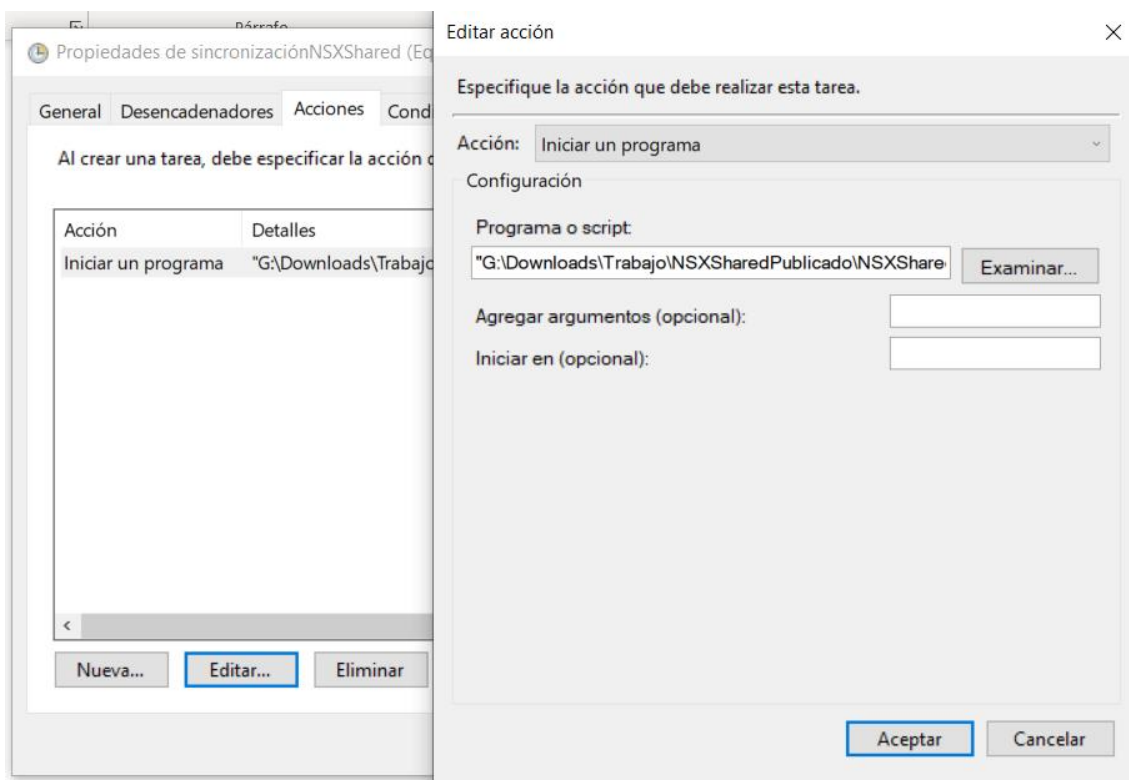 Párrafo
Propiedades de sincronizaciónNSXShared (Eq
General Desencadenadores Acciones Cond
Al crear una tarea, debe especificar la acción
Acción Detalles
Iniciar un programa "G:\Downloads\Trabajo
Nueva... Editar... Eliminar
Editar acción
Especifique la acción que debe realizar esta tarea.
Acción: Iniciar un programa
Configuración
Programa o script:
"G:\Downloads\Trabajo\NSXSharedPublicado\NSXShare
Examinar...
Agregar argumentos (opcional):
Iniciar en (opcional):
Aceptar Cancelar